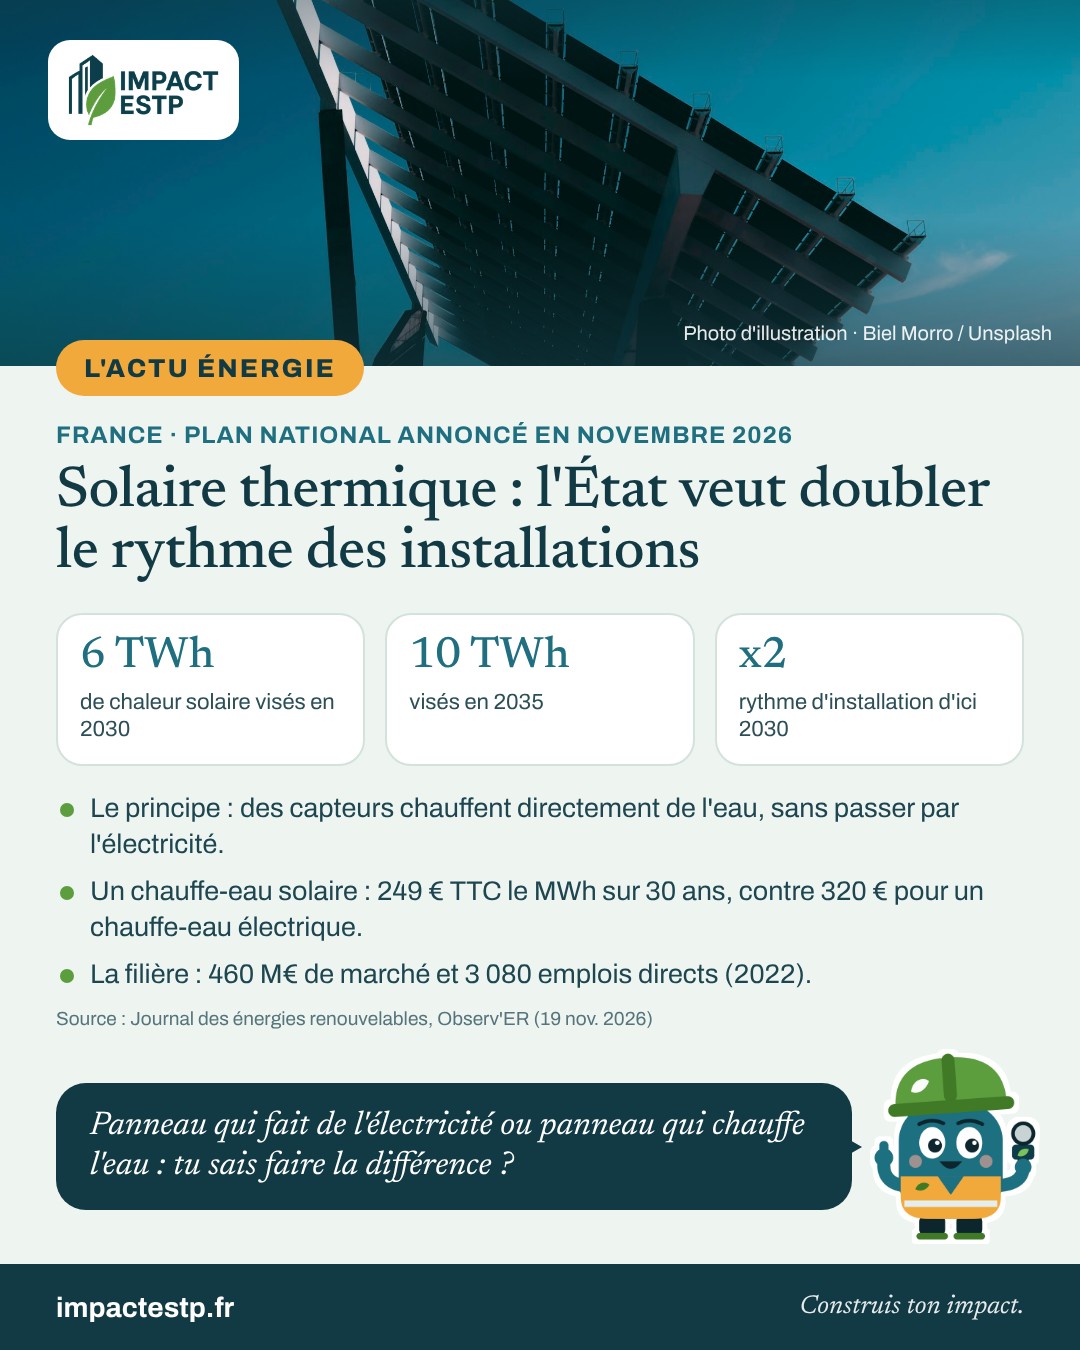 IMPACT
ESTP
Photo d'illustration · Biel Morro / Unsplash
L'ACTU ÉNERGIE
FRANCE · PLAN NATIONAL ANNONCÉ EN NOVEMBRE 2026
Solaire thermique : l'État veut doubler
le rythme des installations
6 TWh
de chaleur solaire visés en
2030
10 TWh
visés en 2035
x2
rythme d'installation d'ici
2030
Le principe : des capteurs chauffent directement de l'eau, sans passer par
l'électricité.
Un chauffe-eau solaire : 249 € TTC le MWh sur 30 ans, contre 320 € pour un
chauffe-eau électrique.
La filière : 460 M€ de marché et 3 080 emplois directs (2022).
Source : Journal des énergies renouvelables, Observ'ER (19 nov. 2026)
Panneau qui fait de l'électricité ou panneau qui chauffe
l'eau : tu sais faire la différence ?
impactestp.fr
Construis ton impact.